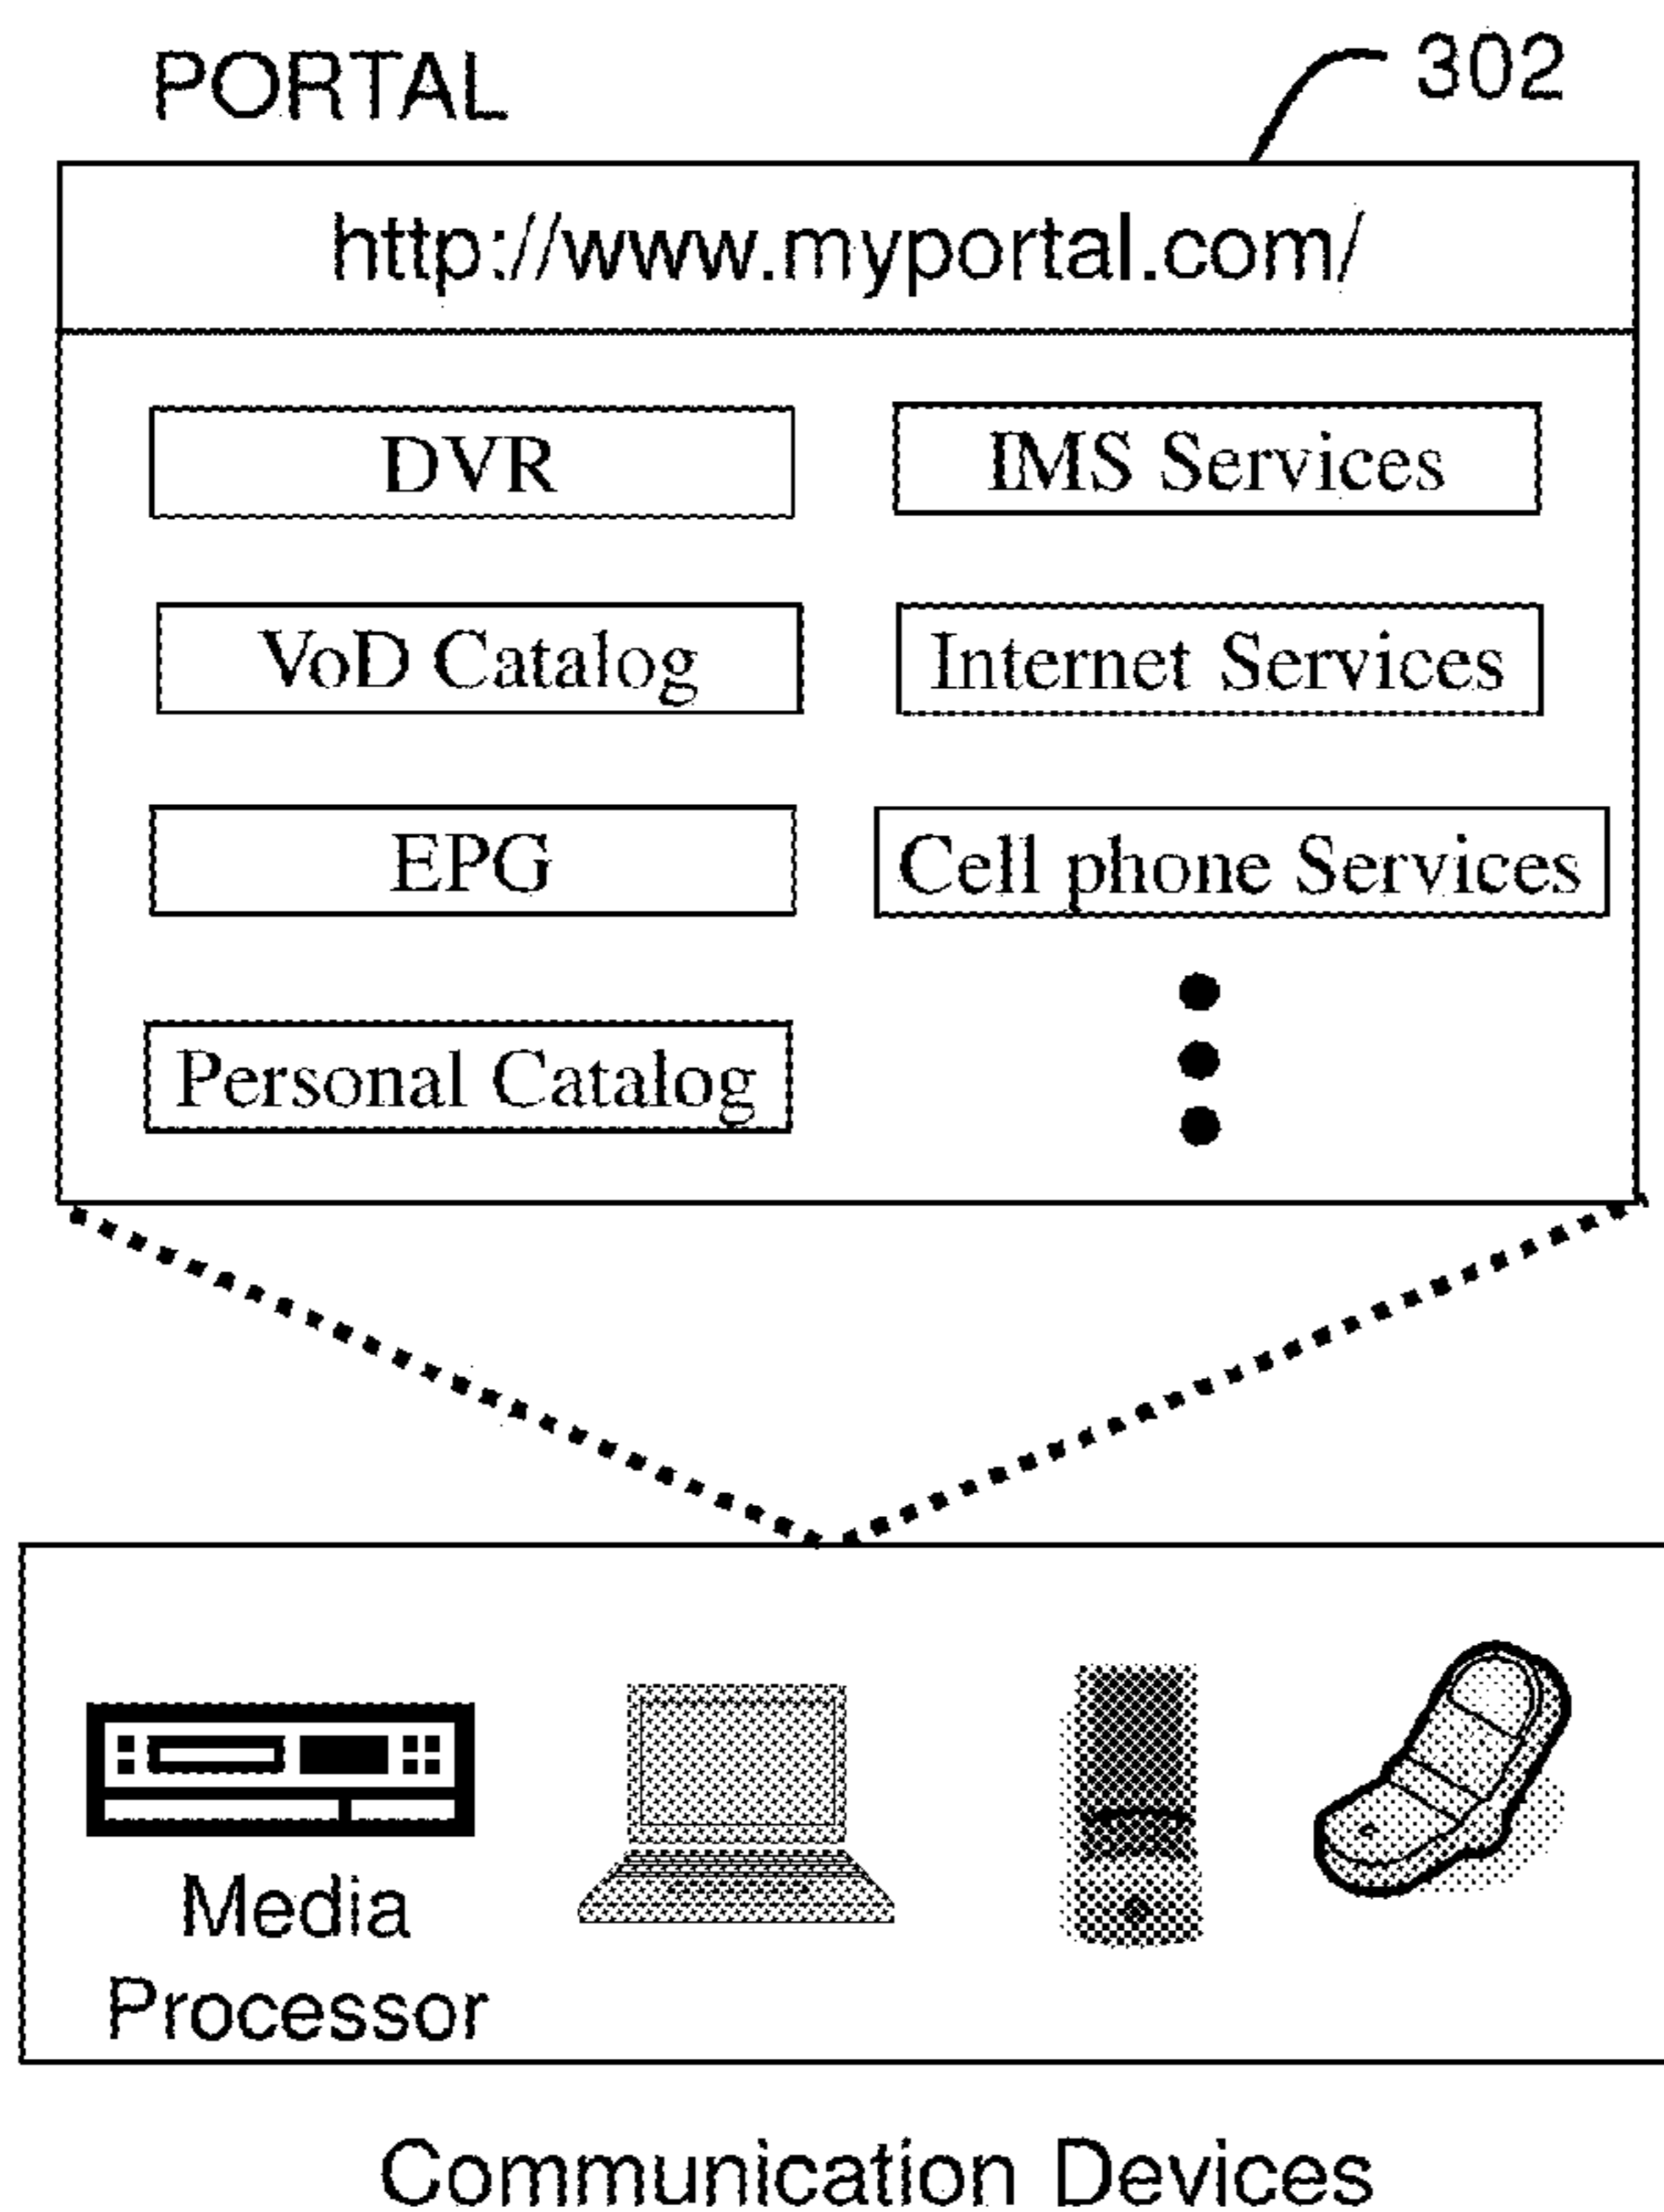 PORTAL
302
http://www.myportal.com/
DVR
IMS Services
VoD Catalog
Internet Services
EPG
Cell phone Services
Personal Catalog
Media
Processor
Communication Devices